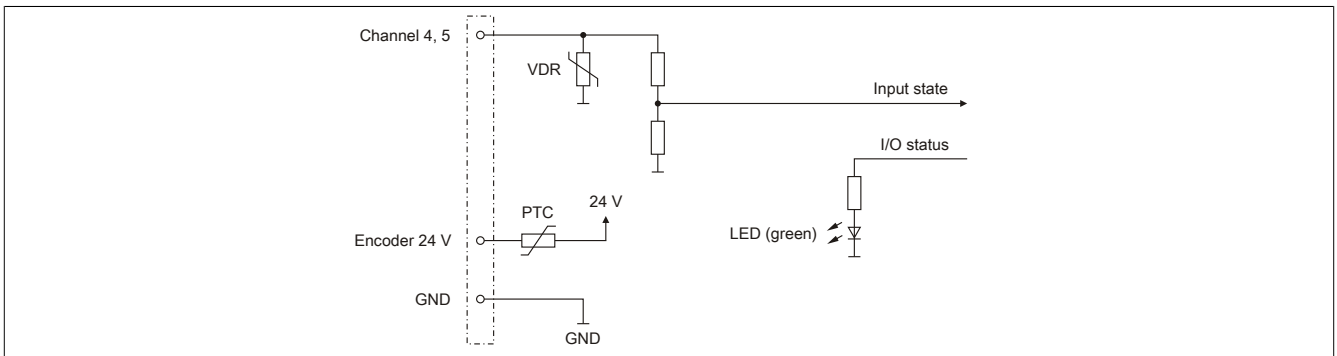 Channel 4, 5
VDR
Input state
I/O status
24 V
PTC
Encoder 24 V
LED (green)
GND
GND